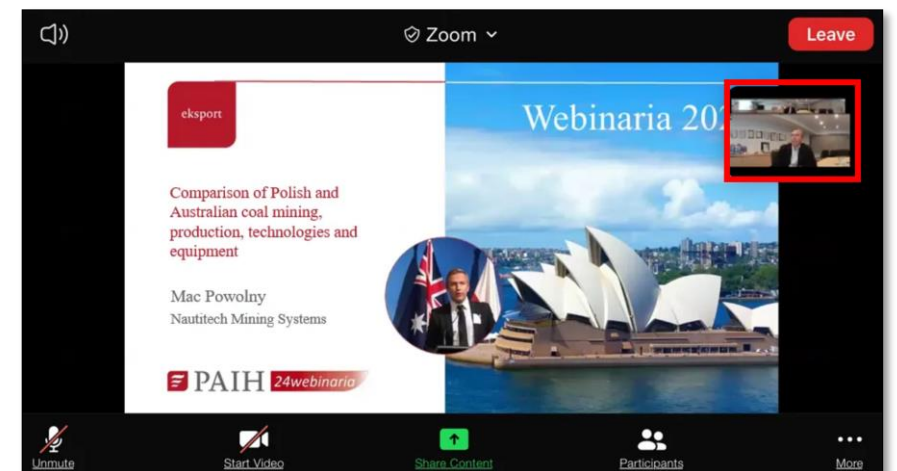 Zoom
Leave
eksport
Webinaria
Comparison of Polish and
Australian coal mining,
production, technologies and
equipment
Mac Powolny
Nautitech Mining Systems
PAIH 24webinaria
Unmute
Start Video
Share Content
Participants
More